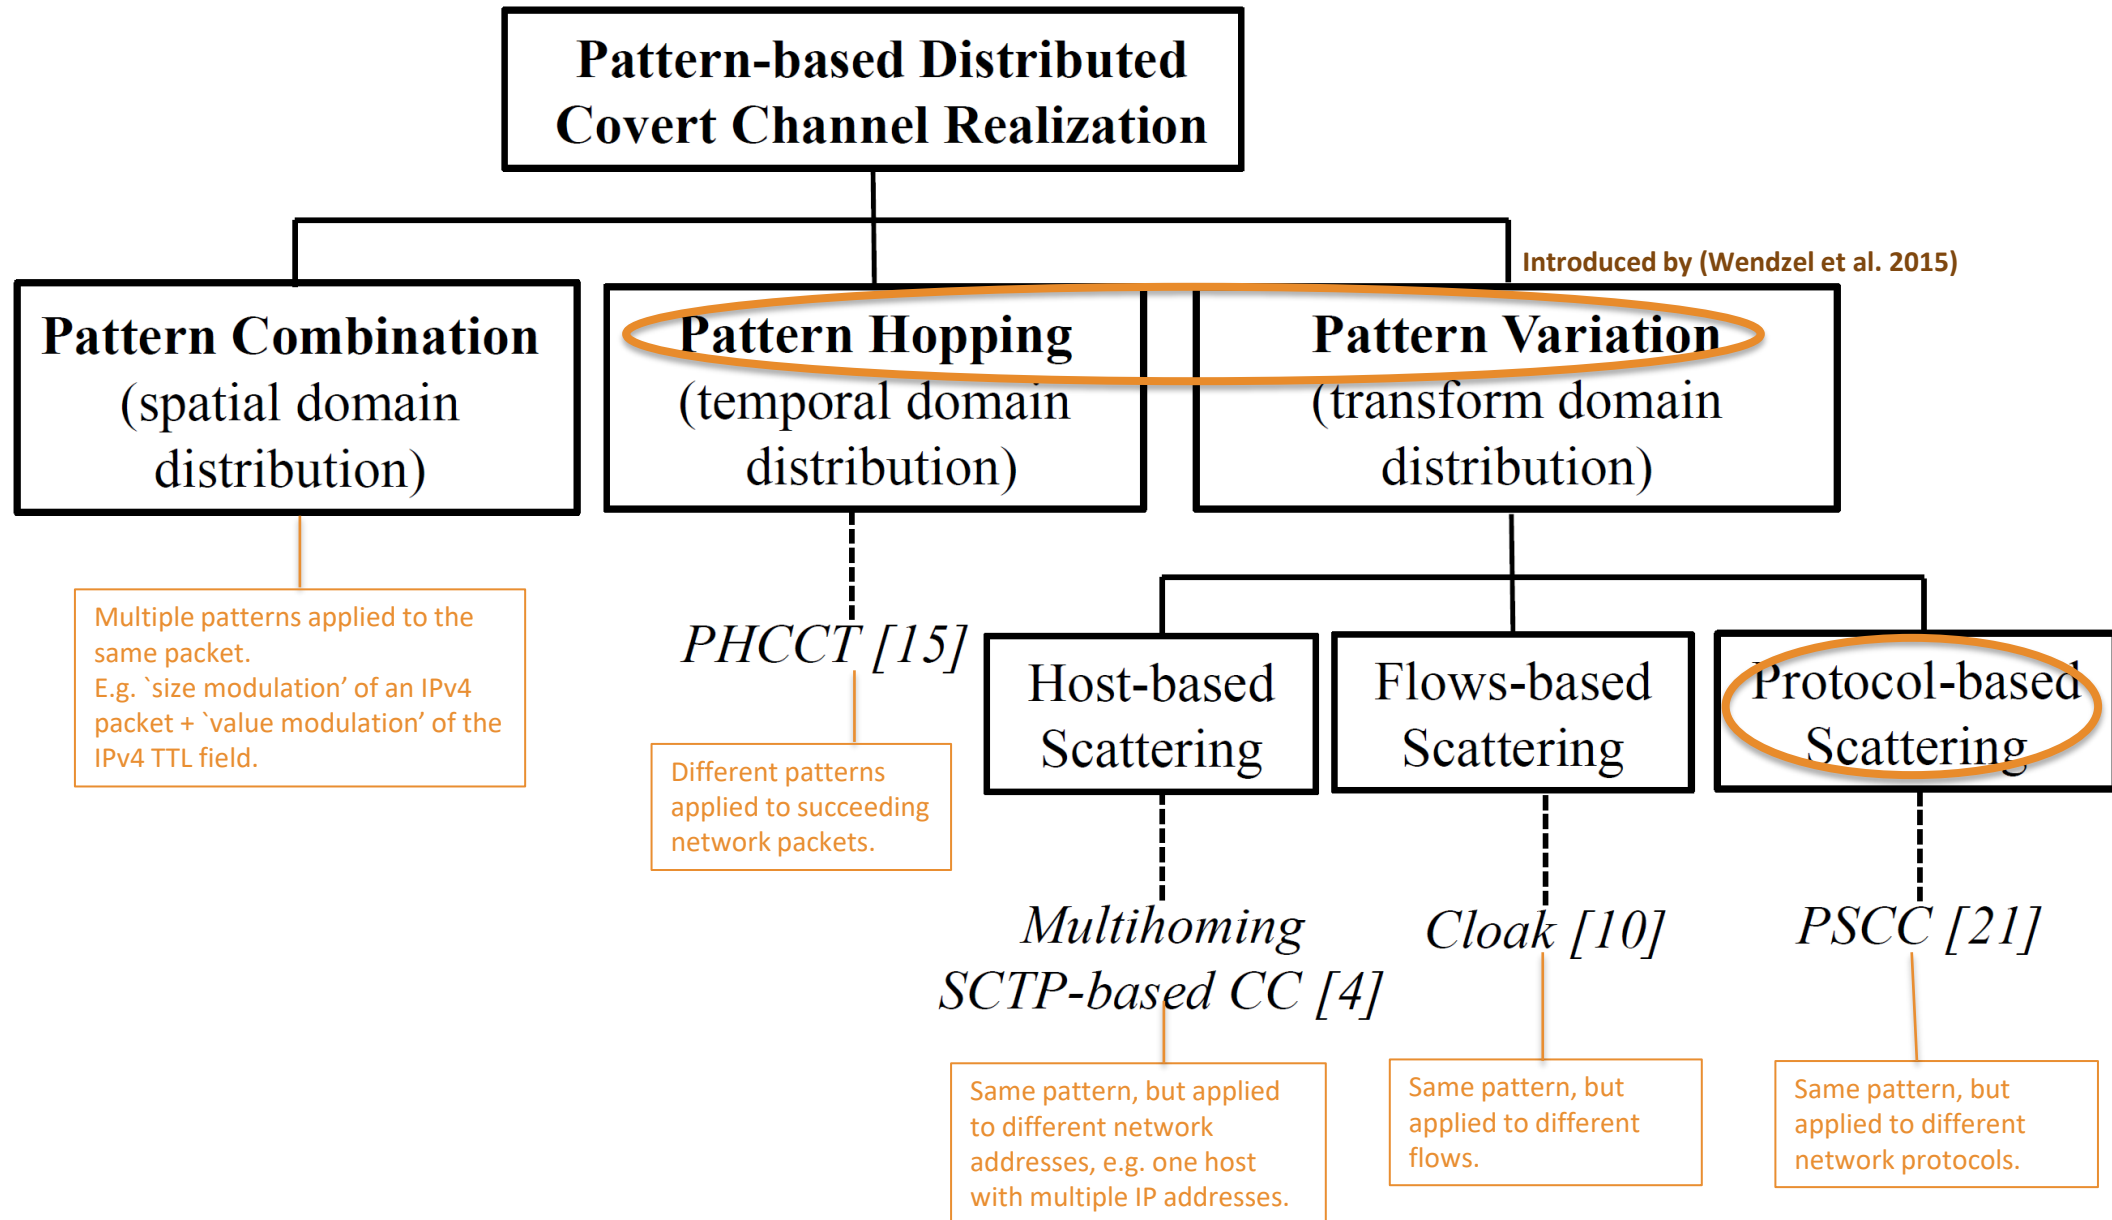 Pattern-based Distributed
Covert Channel Realization
Introduced by (Wendzel et al. 2015)
Pattern Combination
(spatial domain
distribution)
Pattern Hopping
(temporal domain
distribution)
Pattern Variation
(transform domain
distribution)
Multiple patterns applied to the
same packet.
E.g. `size modulation’ of an IPv4
packet + `value modulation’ of the
IPv4 TTL field.
PHCCT [15]
Different patterns
applied to succeeding
network packets.
Host-based
Scattering
Flows-based
Scattering
Protocol-based
Scattering
Multihoming
SCTP-based CC [4]
Cloak [10]
PSCC [21]
Same pattern, but applied
to different network
addresses, e.g. one host
with multiple IP addresses.
Same pattern, but
applied to different
flows.
Same pattern, but
applied to different
network protocols.